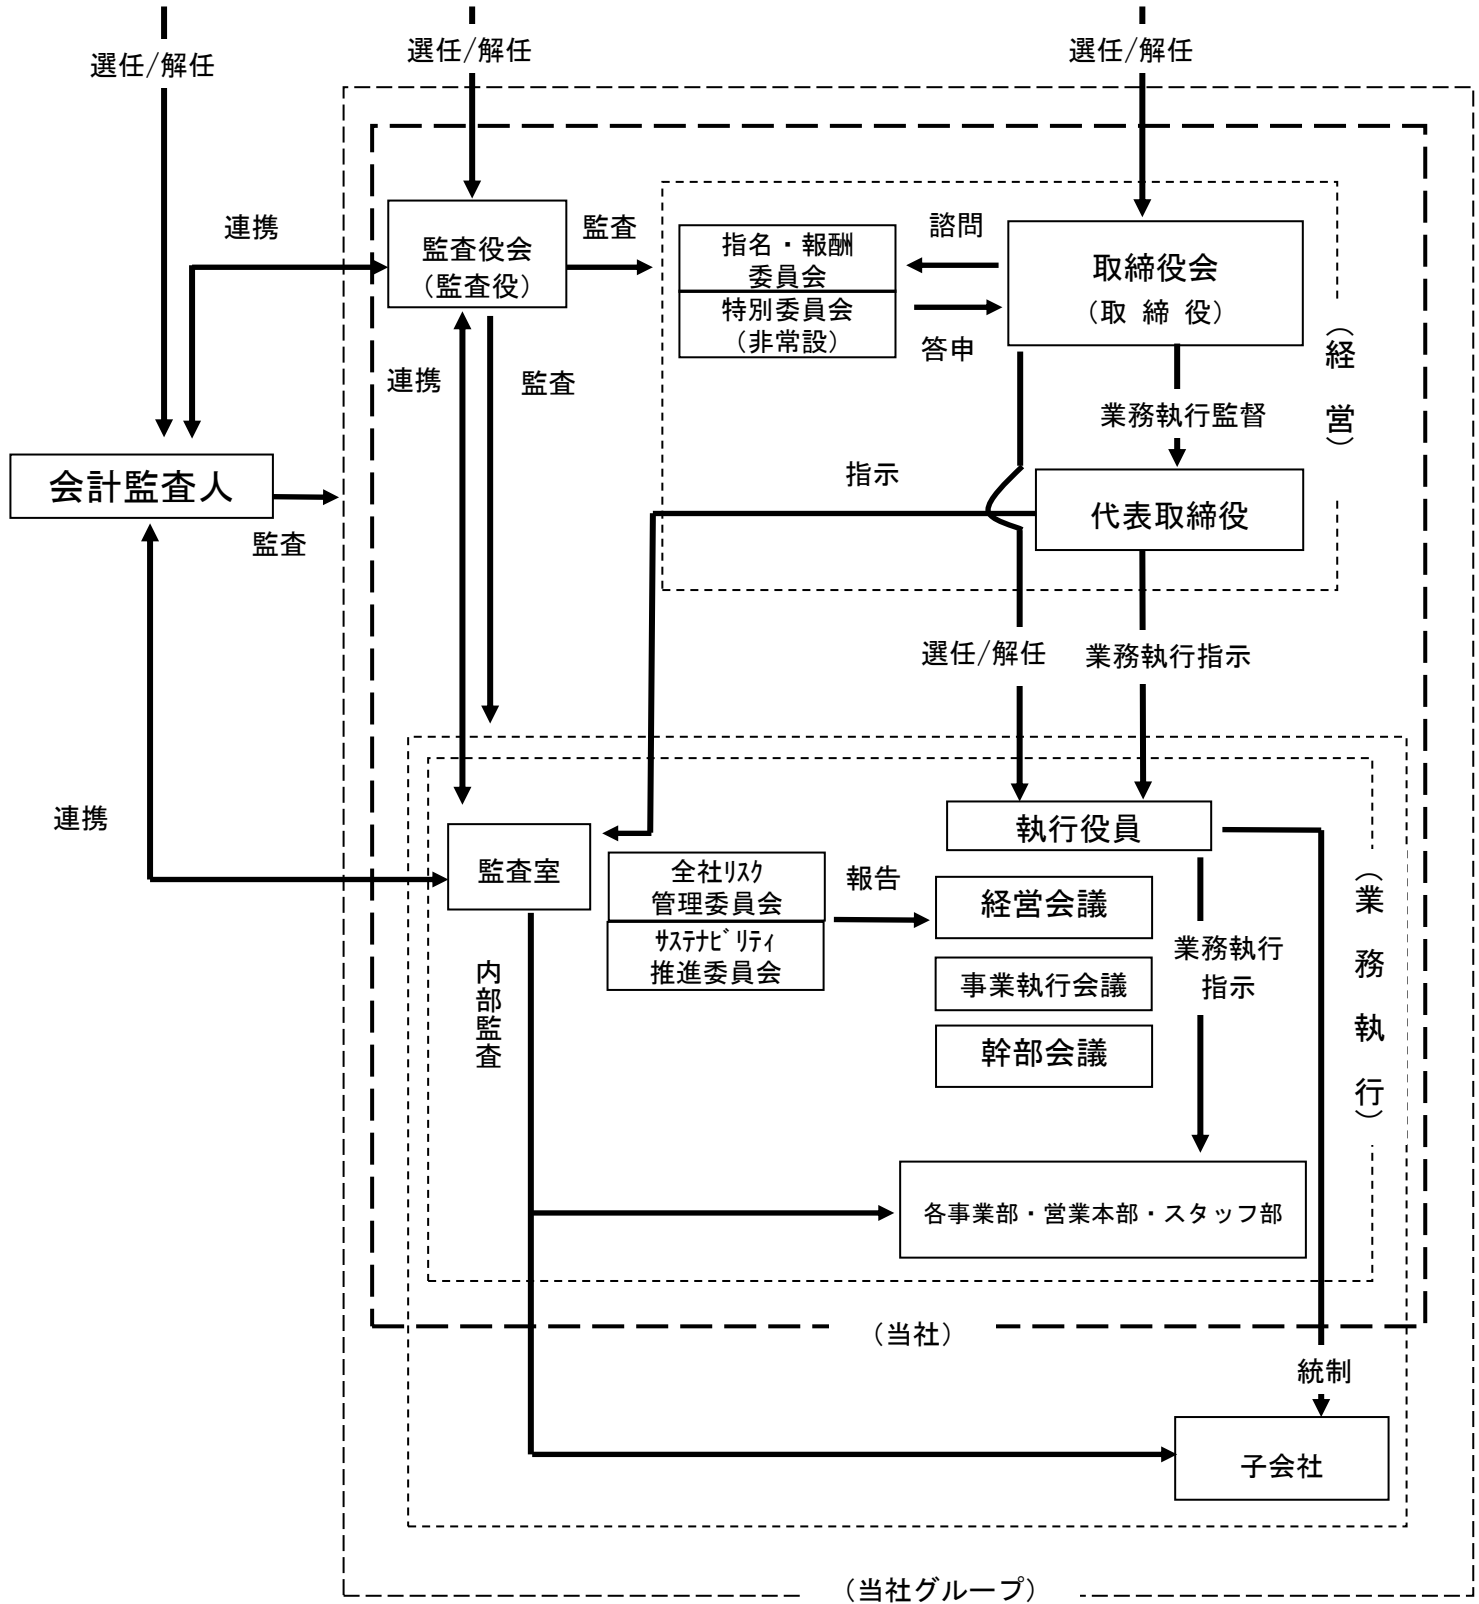 選任/解任
選任/解任
選任/解任
連携
監査役会
（監査役）
監査
指名・報酬
委員会
特別委員会
（非常設）
諮問
答申
取締役会
（取 締 役）
（経 営）
連携
監査
業務執行監督
会計監査人
監査
指示
代表取締役
選任/解任
業務執行指示
連携
執行役員
監査室
全社ﾘｽｸ
管理委員会
ｻｽﾃﾅﾋﾞﾘﾃｨ
推進委員会
報告
経営会議
事業執行会議
幹部会議
業務執行
指示
（業 務 執 行）
内部監査
各事業部・営業本部・スタッフ部
（当社）
統制
子会社
（当社グループ）